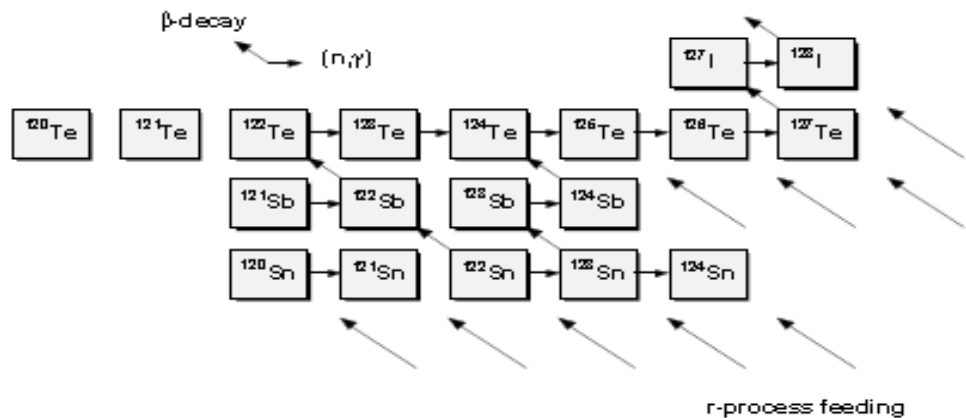 β-decay
(n,γ)
¹²⁷I ¹²⁸I
¹²⁰Te ¹²¹Te ¹²²Te ¹²³Te ¹²⁴Te ¹²⁵Te ¹²⁶Te ¹²⁷Te
¹²¹Sb ¹²²Sb ¹²³Sb ¹²⁴Sb
¹²⁰Sn ¹²¹Sn ¹²²Sn ¹²³Sn ¹²⁴Sn
r-process feeding